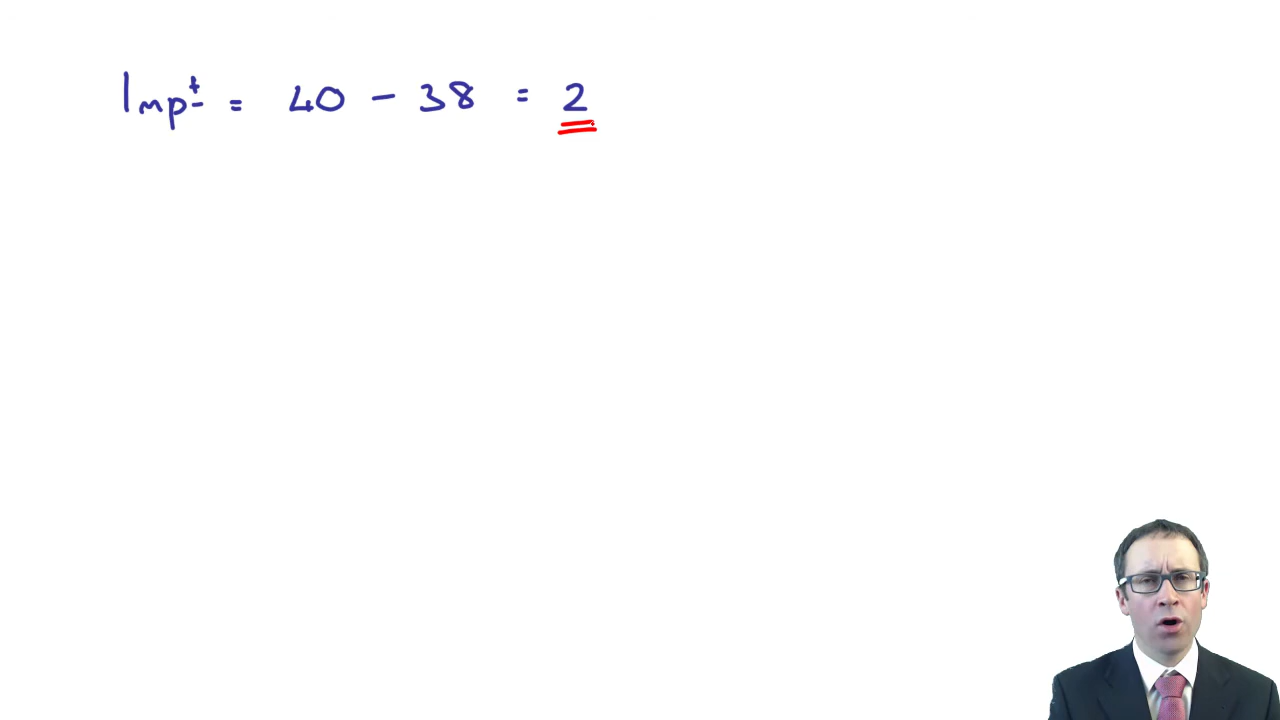 Impt = 40 - 38 = 2